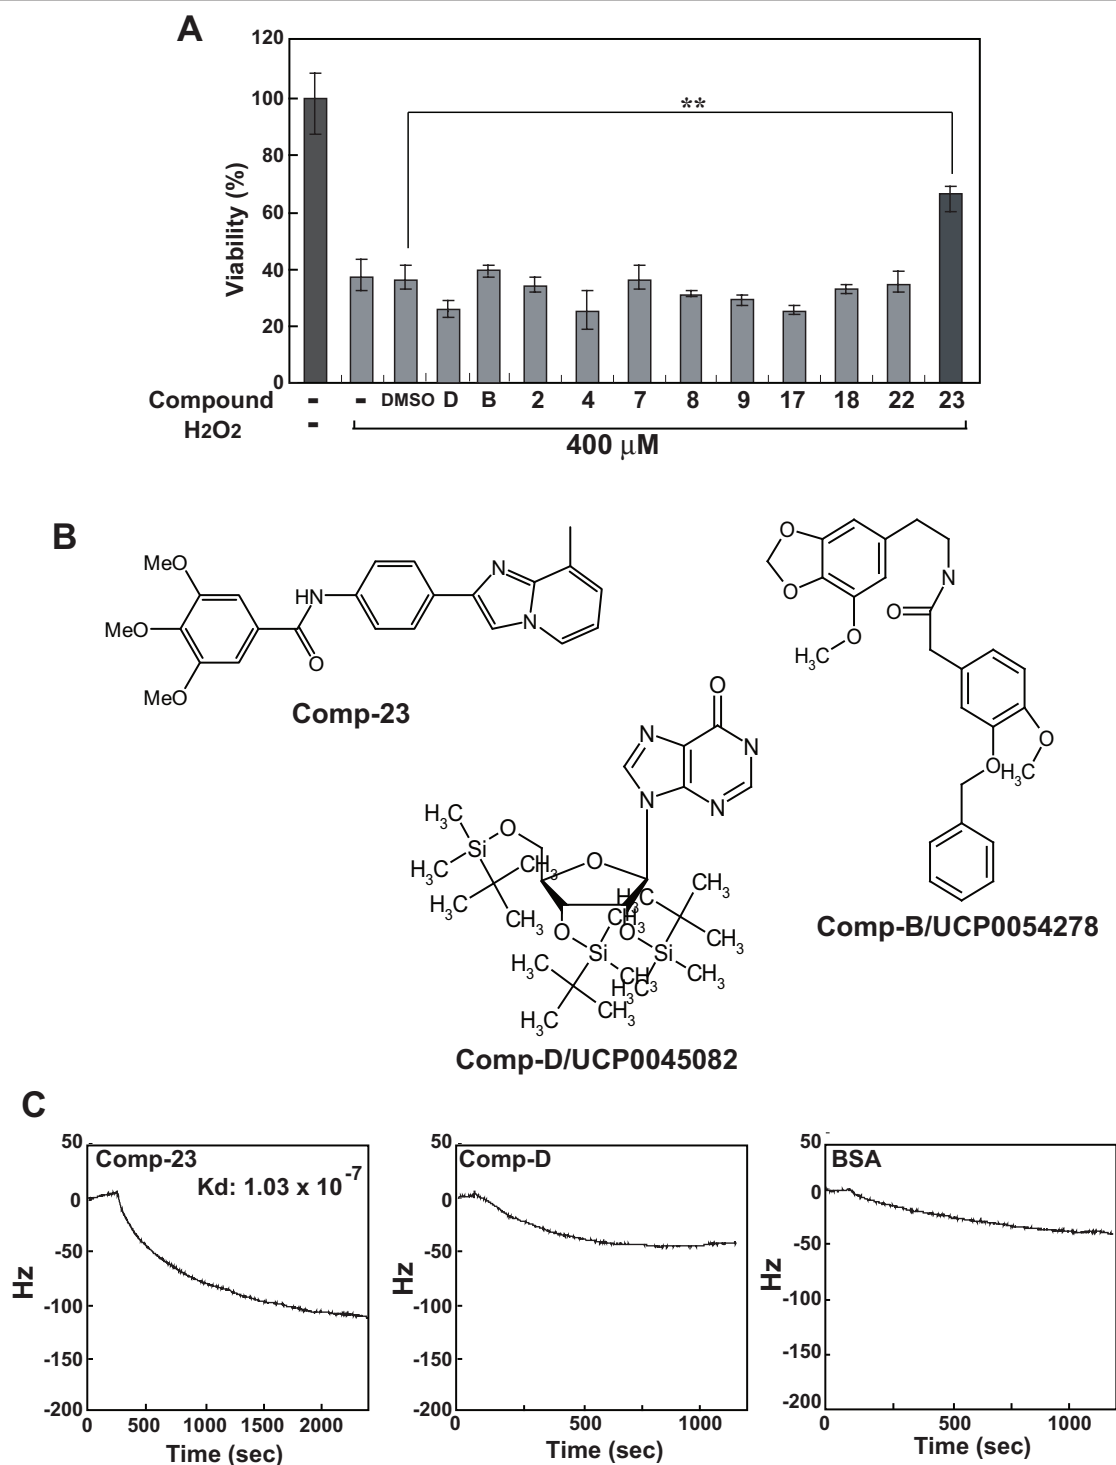 A
120
100
80
60
40
20
0
Viability (%)
**
Compound - - DMSO D B 2 4 7 8 9 17 18 22 23
H2O2 -
400 μM
B
MeO
MeO
MeO
HN
O
N
N
Comp-23
O
O
O
H3C
N
O
O
O
H3C
Comp-B/UCP0054278
O
N
N
N
N
O
H3C
H3C
Si
O
CH3
H3C
CH3
O
O
Si
Si
CH3
CH3
CH3
H3C
H3C
CH3
Comp-D/UCP0045082
C
50
0
-50
-100
-150
-200
Hz
Comp-23
Kd: 1.03 x 10-7
0 500 1000 1500 2000
Time (sec)
50
0
-50
-100
-150
-200
Hz
Comp-D
0 500 1000
Time (sec)
50
0
-50
-100
-150
-200
Hz
BSA
0 500 1000
Time (sec)